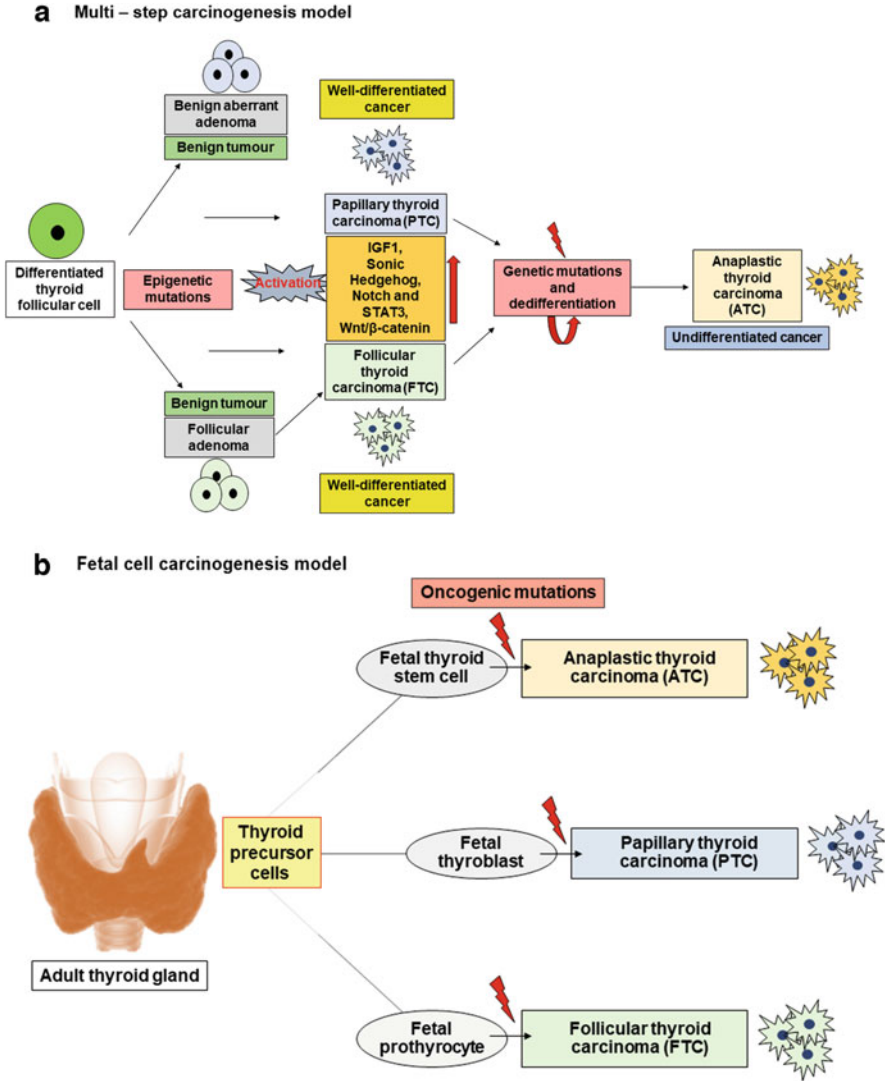 a Multi – step carcinogenesis model
Benign aberrant
adenoma
Benign tumour
Well-differentiated
cancer
Papillary thyroid
carcinoma (PTC)
Differentiated
thyroid
follicular cell
Epigenetic
mutations
Activation
IGF1,
Sonic
Hedgehog,
Notch and
STAT3,
Wnt/β-catenin
Genetic mutations
and
dedifferentiation
Anaplastic
thyroid
carcinoma
(ATC)
Undifferentiated cancer
Follicular
thyroid
carcinoma (FTC)
Benign tumour
Follicular
adenoma
Well-differentiated
cancer
b Fetal cell carcinogenesis model
Oncogenic mutations
Fetal thyroid
stem cell
Anaplastic thyroid
carcinoma (ATC)
Thyroid
precursor
cells
Fetal
thyroblast
Papillary thyroid
carcinoma (PTC)
Adult thyroid gland
Fetal
prothyrocyte
Follicular thyroid
carcinoma (FTC)